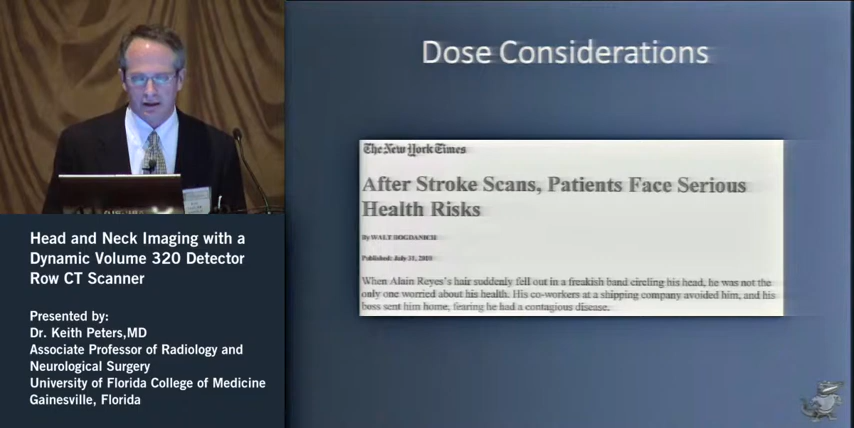 Dose Considerations
The New York Times
After Stroke Scans, Patients Face Serious
Health Risks
By WALT BOGDANICH
Published: July 31, 2010
When Alain Reyes's hair suddenly fell out in a freakish band circling his head, he was not the
only one worried about his health. His co-workers at a shipping company avoided him, and his
boss sent him home, fearing he had a contagious disease.
Head and Neck Imaging with a
Dynamic Volume 320 Detector
Row CT Scanner
Presented by:
Dr. Keith Peters,MD
Associate Professor of Radiology and
Neurological Surgery
University of Florida College of Medicine
Gainesville, Florida